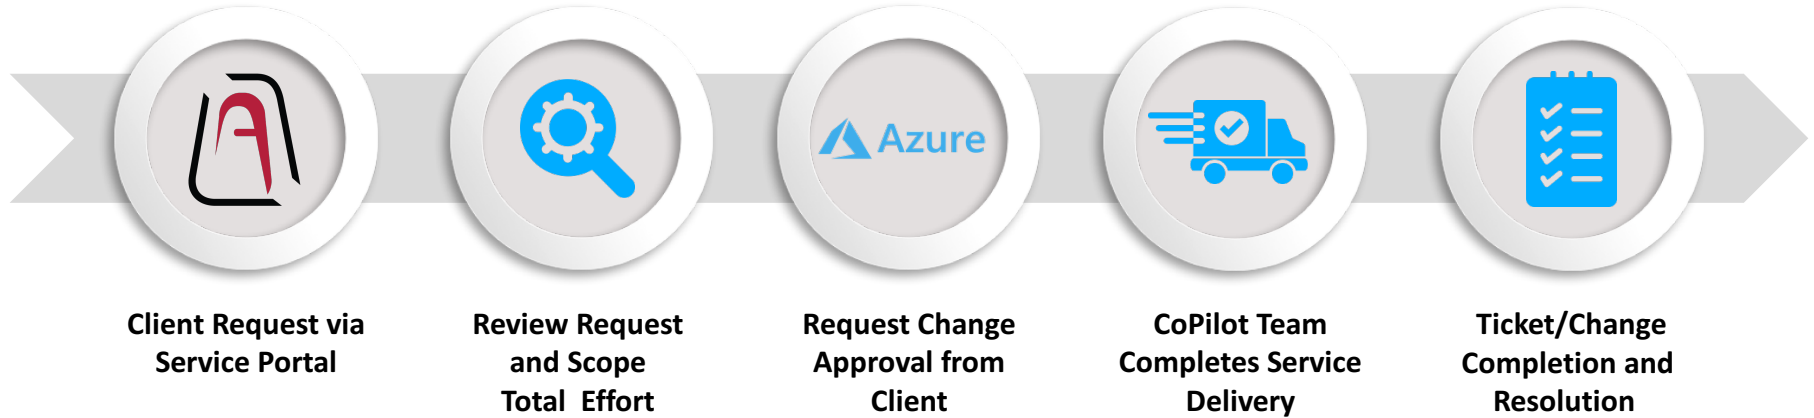 Azure
Client Request via
Service Portal
Review Request
and Scope
Total  Effort
Request Change
Approval from
Client
CoPilot Team
Completes Service
Delivery
Ticket/Change
Completion and
Resolution